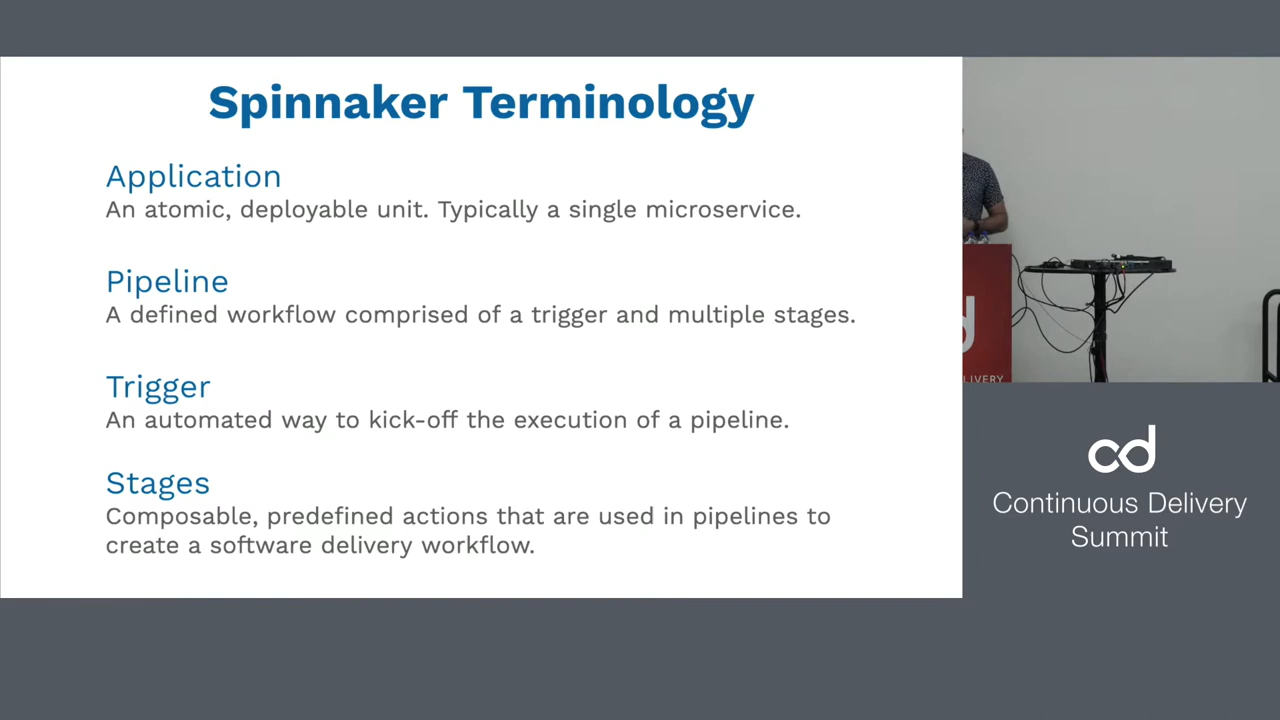 Spinnaker Terminology
Application
An atomic, deployable unit. Typically a single microservice.
Pipeline
A defined workflow comprised of a trigger and multiple stages.
Trigger
An automated way to kick-off the execution of a pipeline.
Stages
Composable, predefined actions that are used in pipelines to
create a software delivery workflow.
d
LIVERY
cd
Continuous Delivery
Summit